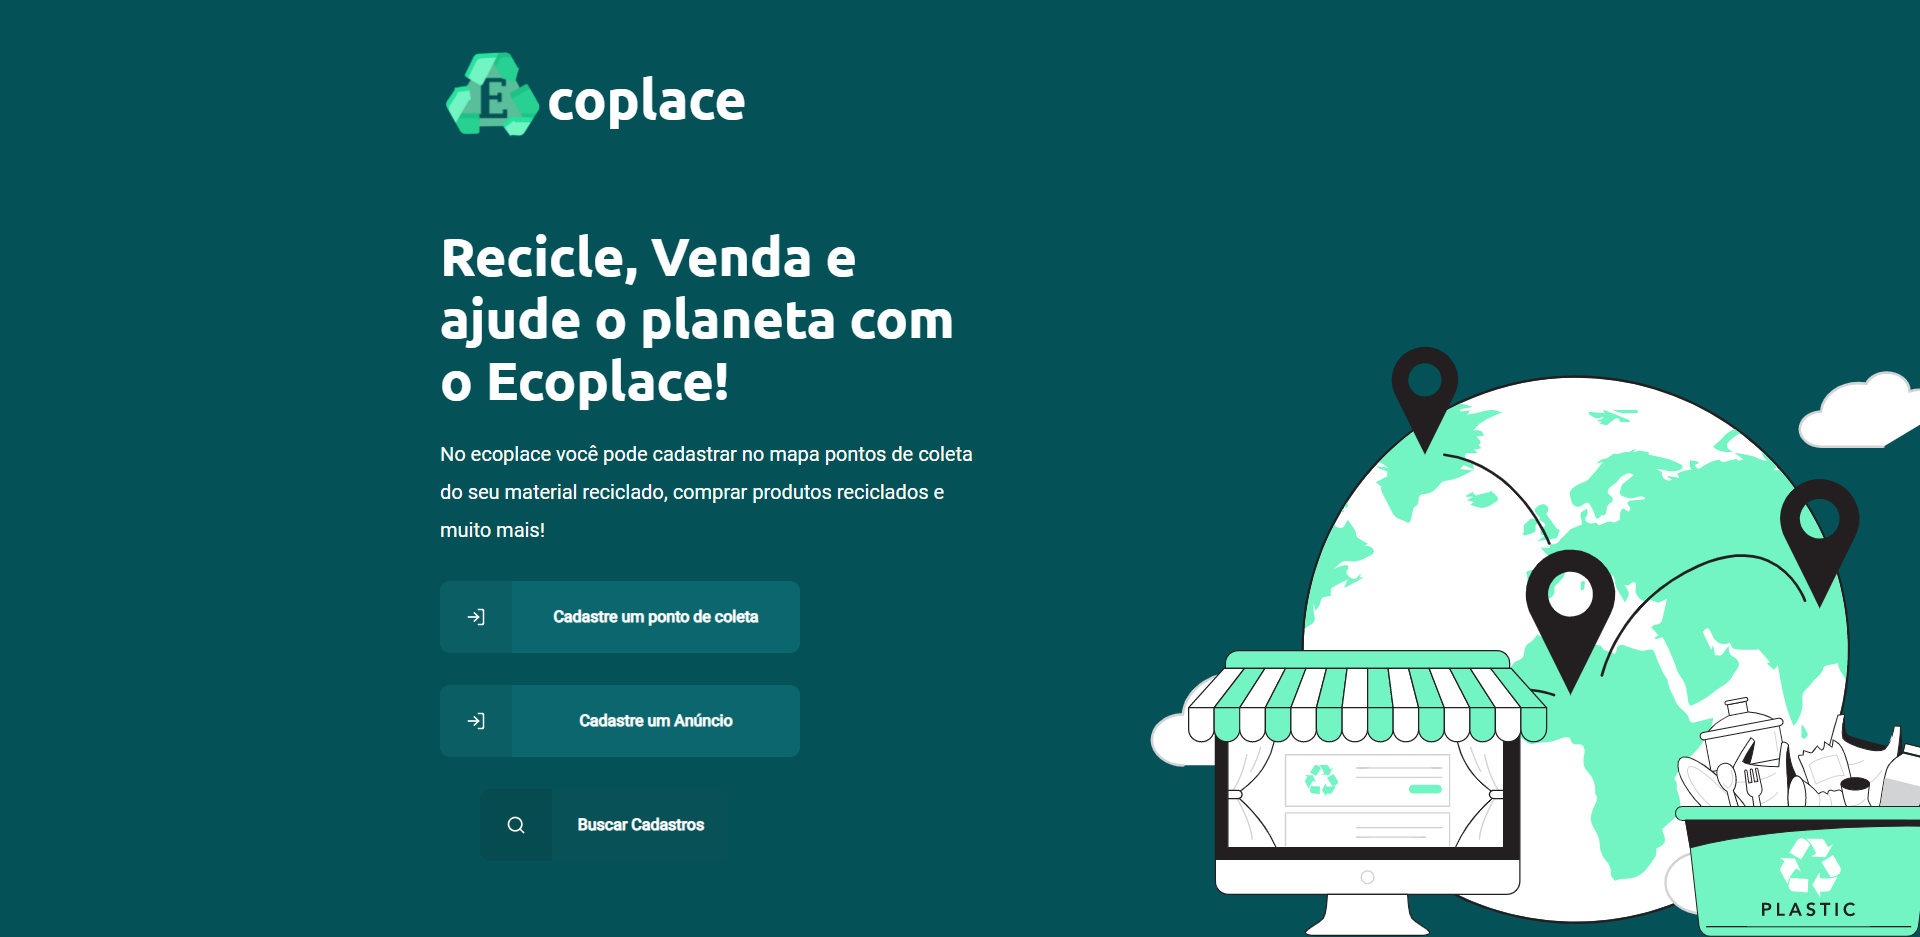 Ecoplace
Recicle, Venda e
ajude o planeta com
o Ecoplace!
No ecoplace você pode cadastrar no mapa pontos de coleta
do seu material reciclado, comprar produtos reciclados e
muito mais!
Cadastre um ponto de coleta
Cadastre um Anúncio
Buscar Cadastros
PLASTIC